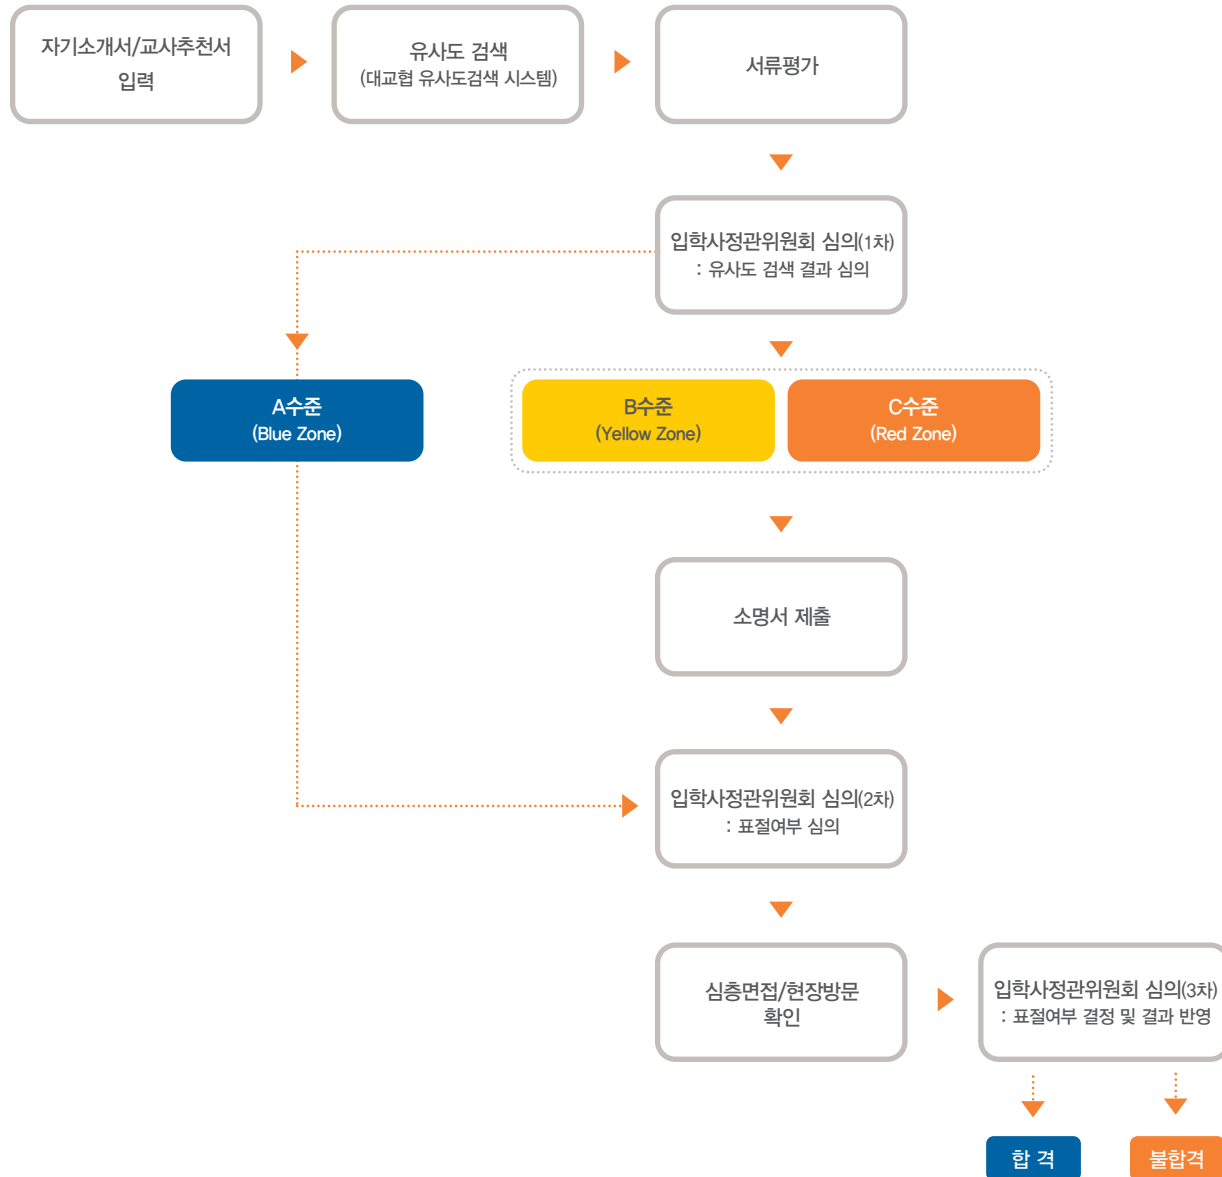 자기소개서/교사추천서
입력
유사도 검색
(대교협 유사도검색 시스템)
서류평가
입학사정관위원회 심의(1차)
: 유사도 검색 결과 심의
A수준
(Blue Zone)
B수준
(Yellow Zone)
C수준
(Red Zone)
소명서 제출
입학사정관위원회 심의(2차)
: 표절여부 심의
심층면접/현장방문
확인
입학사정관위원회 심의(3차)
: 표절여부 결정 및 결과 반영
합 격
불합격